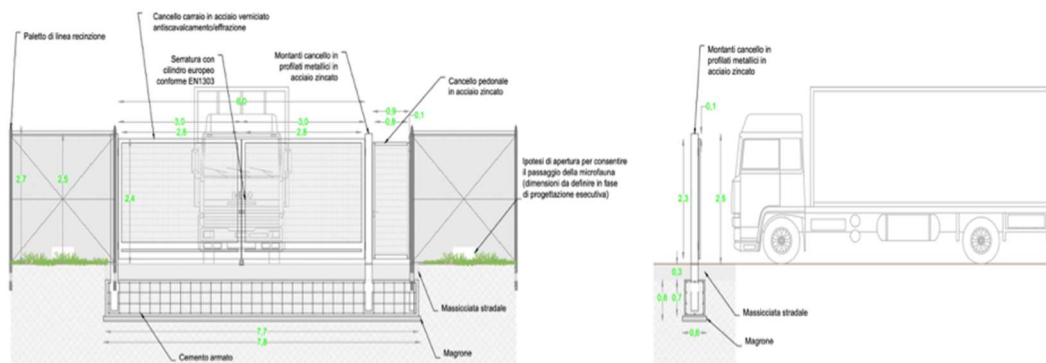 Cancello carraio in acciaio verniciato
antiscavalcamento/effrazione
Paletto di linea recinzione
Serratura con
cilindro europeo
conforme EN1303
Montanti cancello in
profilati metallici in
acciaio zincato
Cancello pedonale
in acciaio zincato
6,0
3,0
3,0
2,8
2,8
0,9
0,8
0,1
2,7
2,5
2,4
Ipotesi di apertura per consentire
il passaggio della microfauna
(dimensioni da definire in fase
di progettazione esecutiva)
Massicciata stradale
7,7
7,8
Cemento armato
Magrone
Montanti cancello in
profilati metallici in
acciaio zincato
0,1
2,3
2,5
0,3
0,8
0,7
0,6
Massicciata stradale
Magrone